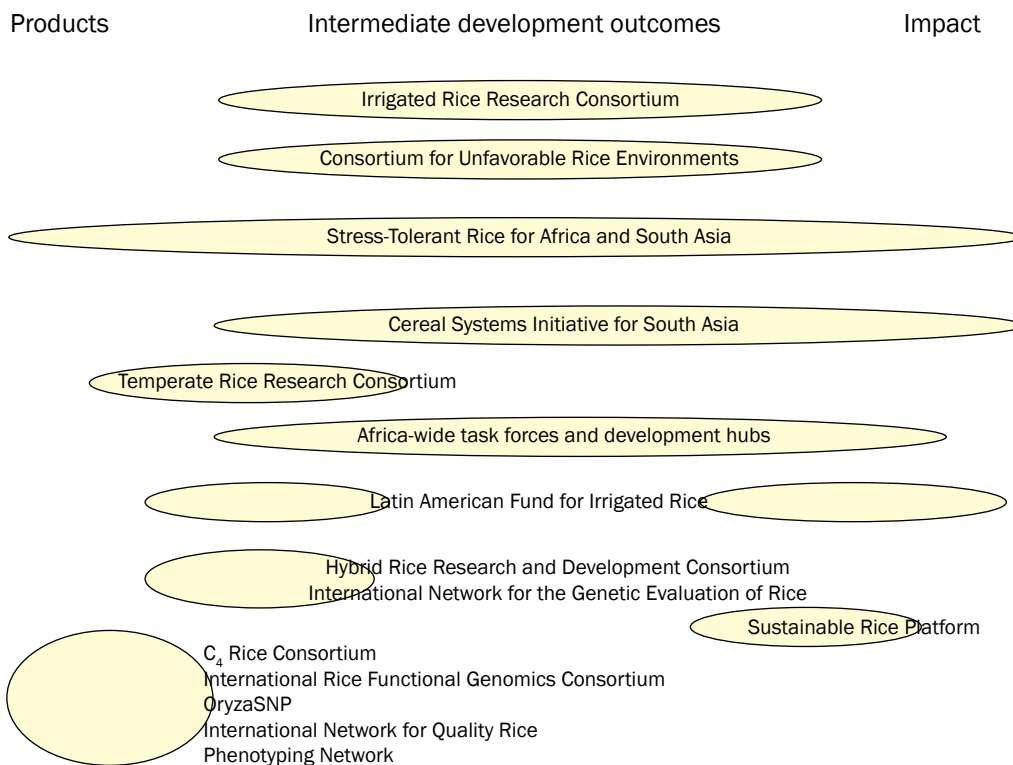 Products Intermediate development outcomes Impact
Irrigated Rice Research Consortium
Consortium for Unfavorable Rice Environments
Stress-Tolerant Rice for Africa and South Asia
Cereal Systems Initiative for South Asia
Temperate Rice Research Consortium
Africa-wide task forces and development hubs
Latin American Fund for Irrigated Rice
Hybrid Rice Research and Development Consortium
International Network for the Genetic Evaluation of Rice
Sustainable Rice Platform
C₄ Rice Consortium
International Rice Functional Genomics Consortium
OryzaSNP
International Network for Quality Rice
Phenotyping Network